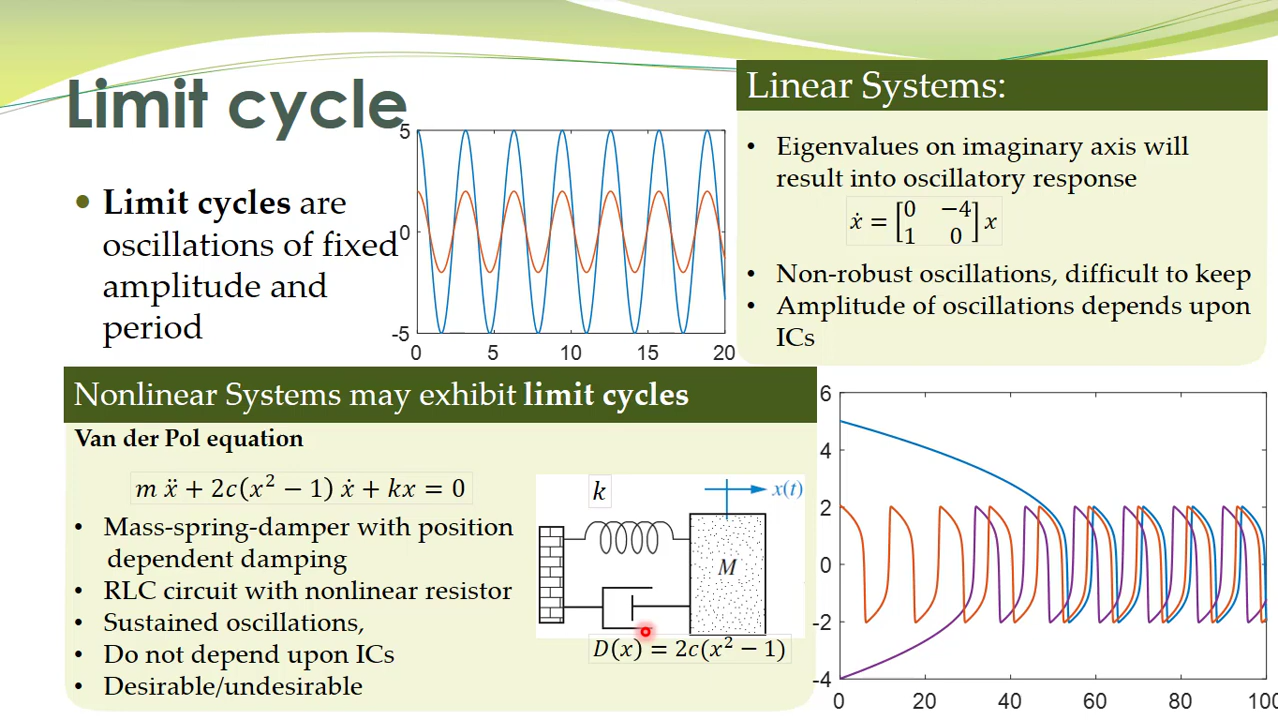 Limit cycle
• Limit cycles are
oscillations of fixed
amplitude and
period
5
0
-5
0 5 10 15 20
Linear Systems:
• Eigenvalues on imaginary axis will
result into oscillatory response
ẋ = [0 −4; 1 0] x
• Non-robust oscillations, difficult to keep
• Amplitude of oscillations depends upon
ICs
Nonlinear Systems may exhibit limit cycles
Van der Pol equation
m ẍ + 2c(x² − 1) ẋ + kx = 0
• Mass-spring-damper with position
dependent damping
• RLC circuit with nonlinear resistor
• Sustained oscillations,
• Do not depend upon ICs
• Desirable/undesirable
k
x(t)
M
D(x) = 2c(x² − 1)
6
4
2
0
-2
-4
0 20 40 60 80 100